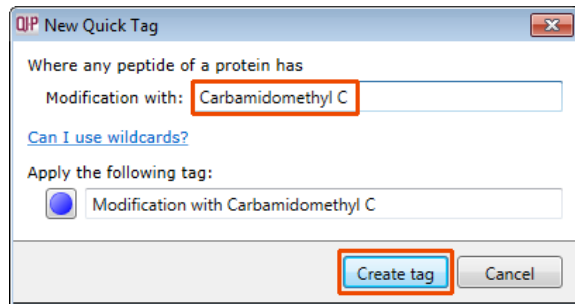 QIP New Quick Tag
Where any peptide of a protein has
Modification with: Carbamidomethyl C
Can I use wildcards?
Apply the following tag:
Modification with Carbamidomethyl C
Create tag Cancel